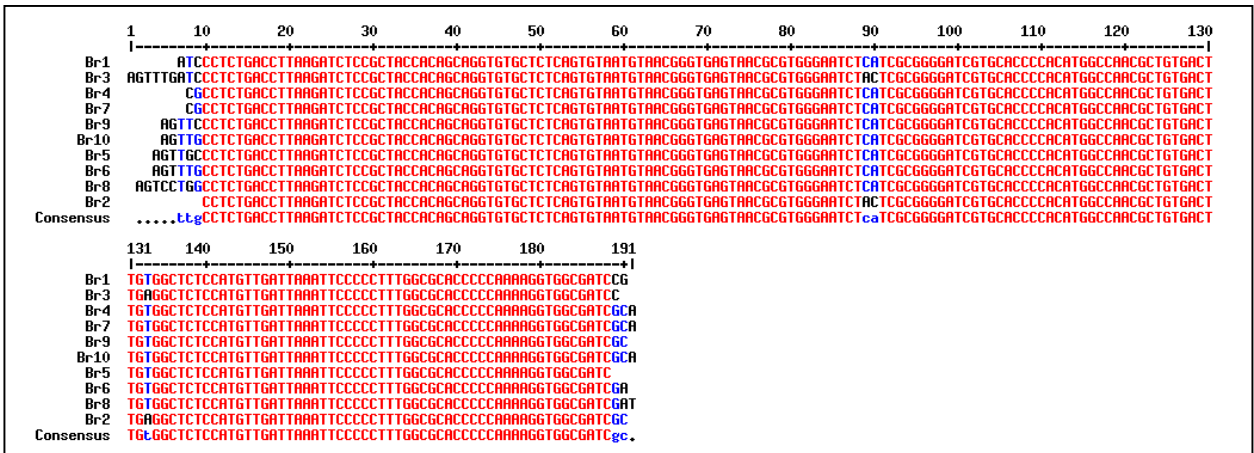 1 10 20 30 40 50 60 70 80 90 100 110 120 130
|--------+---------+---------+---------+---------+---------+---------+---------+---------+---------+---------+---------+---------|
Br1 ATCCCTCTGACCTTAAGATCTCCGCTACCACAGCAGGTGTGCTCTCAGTGTAATGTAACGGGTGAGTAACGCGTGGGAATCTCATCGCGGGGATCGTGCACCCCACATGGCCAACGCTGTGACT
Br3 AGTTTGATCCCTCTGACCTTAAGATCTCCGCTACCACAGCAGGTGTGCTCTCAGTGTAATGTAACGGGTGAGTAACGCGTGGGAATCTACTCGCGGGGATCGTGCACCCCACATGGCCAACGCTGTGACT
Br4 CGCCTCTGACCTTAAGATCTCCGCTACCACAGCAGGTGTGCTCTCAGTGTAATGTAACGGGTGAGTAACGCGTGGGAATCTCATCGCGGGGATCGTGCACCCCACATGGCCAACGCTGTGACT
Br7 CGCCTCTGACCTTAAGATCTCCGCTACCACAGCAGGTGTGCTCTCAGTGTAATGTAACGGGTGAGTAACGCGTGGGAATCTCATCGCGGGGATCGTGCACCCCACATGGCCAACGCTGTGACT
Br9 AGTTCCCTCTGACCTTAAGATCTCCGCTACCACAGCAGGTGTGCTCTCAGTGTAATGTAACGGGTGAGTAACGCGTGGGAATCTCATCGCGGGGATCGTGCACCCCACATGGCCAACGCTGTGACT
Br10 AGTTGCCTCTGACCTTAAGATCTCCGCTACCACAGCAGGTGTGCTCTCAGTGTAATGTAACGGGTGAGTAACGCGTGGGAATCTCATCGCGGGGATCGTGCACCCCACATGGCCAACGCTGTGACT
Br5 AGTTGCCCTCTGACCTTAAGATCTCCGCTACCACAGCAGGTGTGCTCTCAGTGTAATGTAACGGGTGAGTAACGCGTGGGAATCTCATCGCGGGGATCGTGCACCCCACATGGCCAACGCTGTGACT
Br6 AGTTTGCCTCTGACCTTAAGATCTCCGCTACCACAGCAGGTGTGCTCTCAGTGTAATGTAACGGGTGAGTAACGCGTGGGAATCTCATCGCGGGGATCGTGCACCCCACATGGCCAACGCTGTGACT
Br8 AGTCCTGGCCTCTGACCTTAAGATCTCCGCTACCACAGCAGGTGTGCTCTCAGTGTAATGTAACGGGTGAGTAACGCGTGGGAATCTCATCGCGGGGATCGTGCACCCCACATGGCCAACGCTGTGACT
Br2 CCTCTGACCTTAAGATCTCCGCTACCACAGCAGGTGTGCTCTCAGTGTAATGTAACGGGTGAGTAACGCGTGGGAATCTACTCGCGGGGATCGTGCACCCCACATGGCCAACGCTGTGACT
Consensus .....ttgCCTCTGACCTTAAGATCTCCGCTACCACAGCAGGTGTGCTCTCAGTGTAATGTAACGGGTGAGTAACGCGTGGGAATCTcaTCGCGGGGATCGTGCACCCCACATGGCCAACGCTGTGACT
131 140 150 160 170 180 191
|--------+---------+---------+---------+---------+---------+|
Br1 TGTGGCTCTCCATGTTGATTAAATTCCCCCTTTGGCGCACCCCCAAAAGGTGGCGATCCG
Br3 TGAGGCTCTCCATGTTGATTAAATTCCCCCTTTGGCGCACCCCCAAAAGGTGGCGATCC
Br4 TGTGGCTCTCCATGTTGATTAAATTCCCCCTTTGGCGCACCCCCAAAAGGTGGCGATCGCA
Br7 TGTGGCTCTCCATGTTGATTAAATTCCCCCTTTGGCGCACCCCCAAAAGGTGGCGATCGCA
Br9 TGTGGCTCTCCATGTTGATTAAATTCCCCCTTTGGCGCACCCCCAAAAGGTGGCGATCGC
Br10 TGTGGCTCTCCATGTTGATTAAATTCCCCCTTTGGCGCACCCCCAAAAGGTGGCGATCGCA
Br5 TGTGGCTCTCCATGTTGATTAAATTCCCCCTTTGGCGCACCCCCAAAAGGTGGCGATC
Br6 TGTGGCTCTCCATGTTGATTAAATTCCCCCTTTGGCGCACCCCCAAAAGGTGGCGATCGA
Br8 TGTGGCTCTCCATGTTGATTAAATTCCCCCTTTGGCGCACCCCCAAAAGGTGGCGATCGAT
Br2 TGAGGCTCTCCATGTTGATTAAATTCCCCCTTTGGCGCACCCCCAAAAGGTGGCGATCGC
Consensus TGtGGCTCTCCATGTTGATTAAATTCCCCCTTTGGCGCACCCCCAAAAGGTGGCGATCgc.